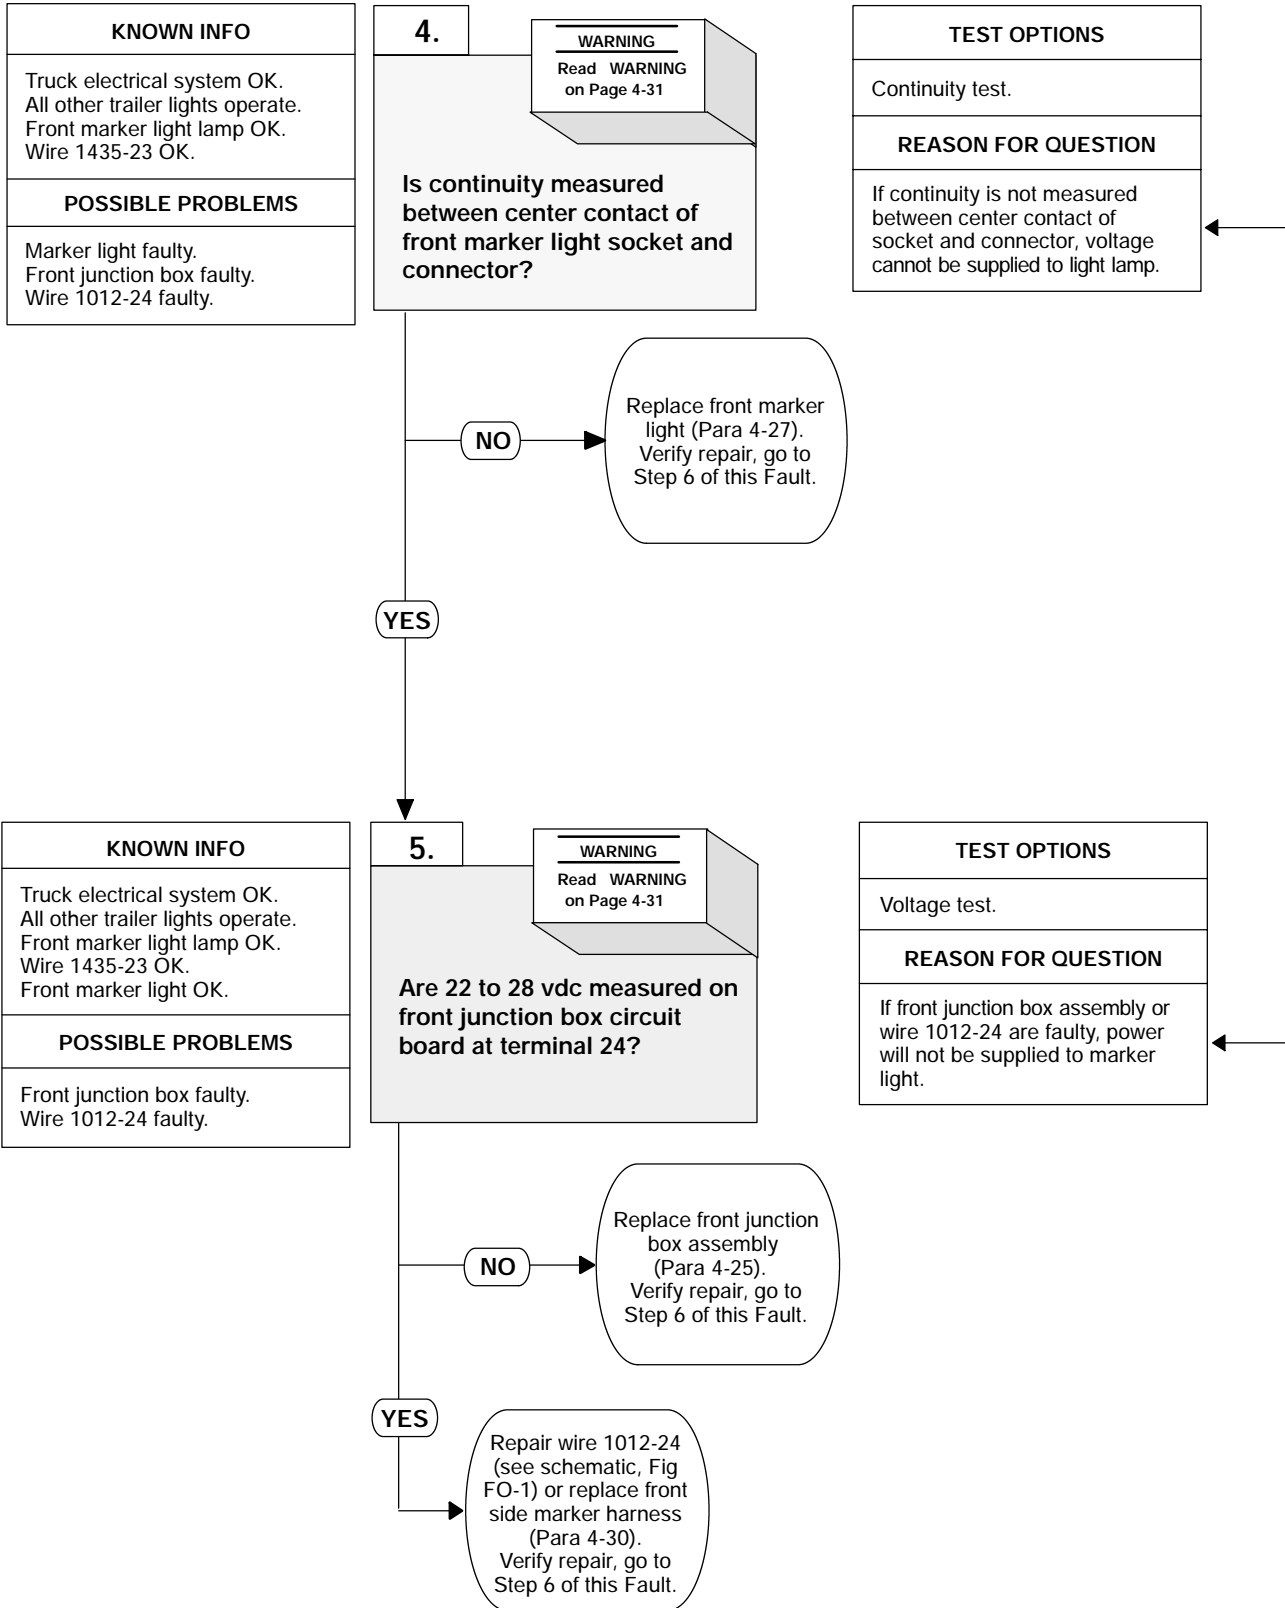 KNOWN INFO
Truck electrical system OK.
All other trailer lights operate.
Front marker light lamp OK.
Wire 1435-23 OK.
POSSIBLE PROBLEMS
Marker light faulty.
Front junction box faulty.
Wire 1012-24 faulty.
4.
WARNING
Read WARNING
on Page 4-31
Is continuity measured
between center contact of
front marker light socket and
connector?
TEST OPTIONS
Continuity test.
REASON FOR QUESTION
If continuity is not measured
between center contact of
socket and connector, voltage
cannot be supplied to light lamp.
NO
Replace front marker
light (Para 4-27).
Verify repair, go to
Step 6 of this Fault.
YES
KNOWN INFO
Truck electrical system OK.
All other trailer lights operate.
Front marker light lamp OK.
Wire 1435-23 OK.
Front marker light OK.
POSSIBLE PROBLEMS
Front junction box faulty.
Wire 1012-24 faulty.
5.
WARNING
Read WARNING
on Page 4-31
Are 22 to 28 vdc measured on
front junction box circuit
board at terminal 24?
TEST OPTIONS
Voltage test.
REASON FOR QUESTION
If front junction box assembly or
wire 1012-24 are faulty, power
will not be supplied to marker
light.
NO
Replace front junction
box assembly
(Para 4-25).
Verify repair, go to
Step 6 of this Fault.
YES
Repair wire 1012-24
(see schematic, Fig
FO-1) or replace front
side marker harness
(Para 4-30).
Verify repair, go to
Step 6 of this Fault.